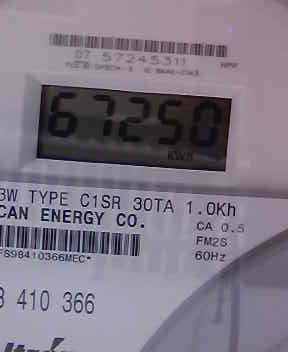 07 57245311
67250
KWH
3W TYPE C1SR 30TA 1.0Kh
CAN ENERGY CO.
CA 0.5
FM2S
60Hz
FS98410366MEC*
8 410 366